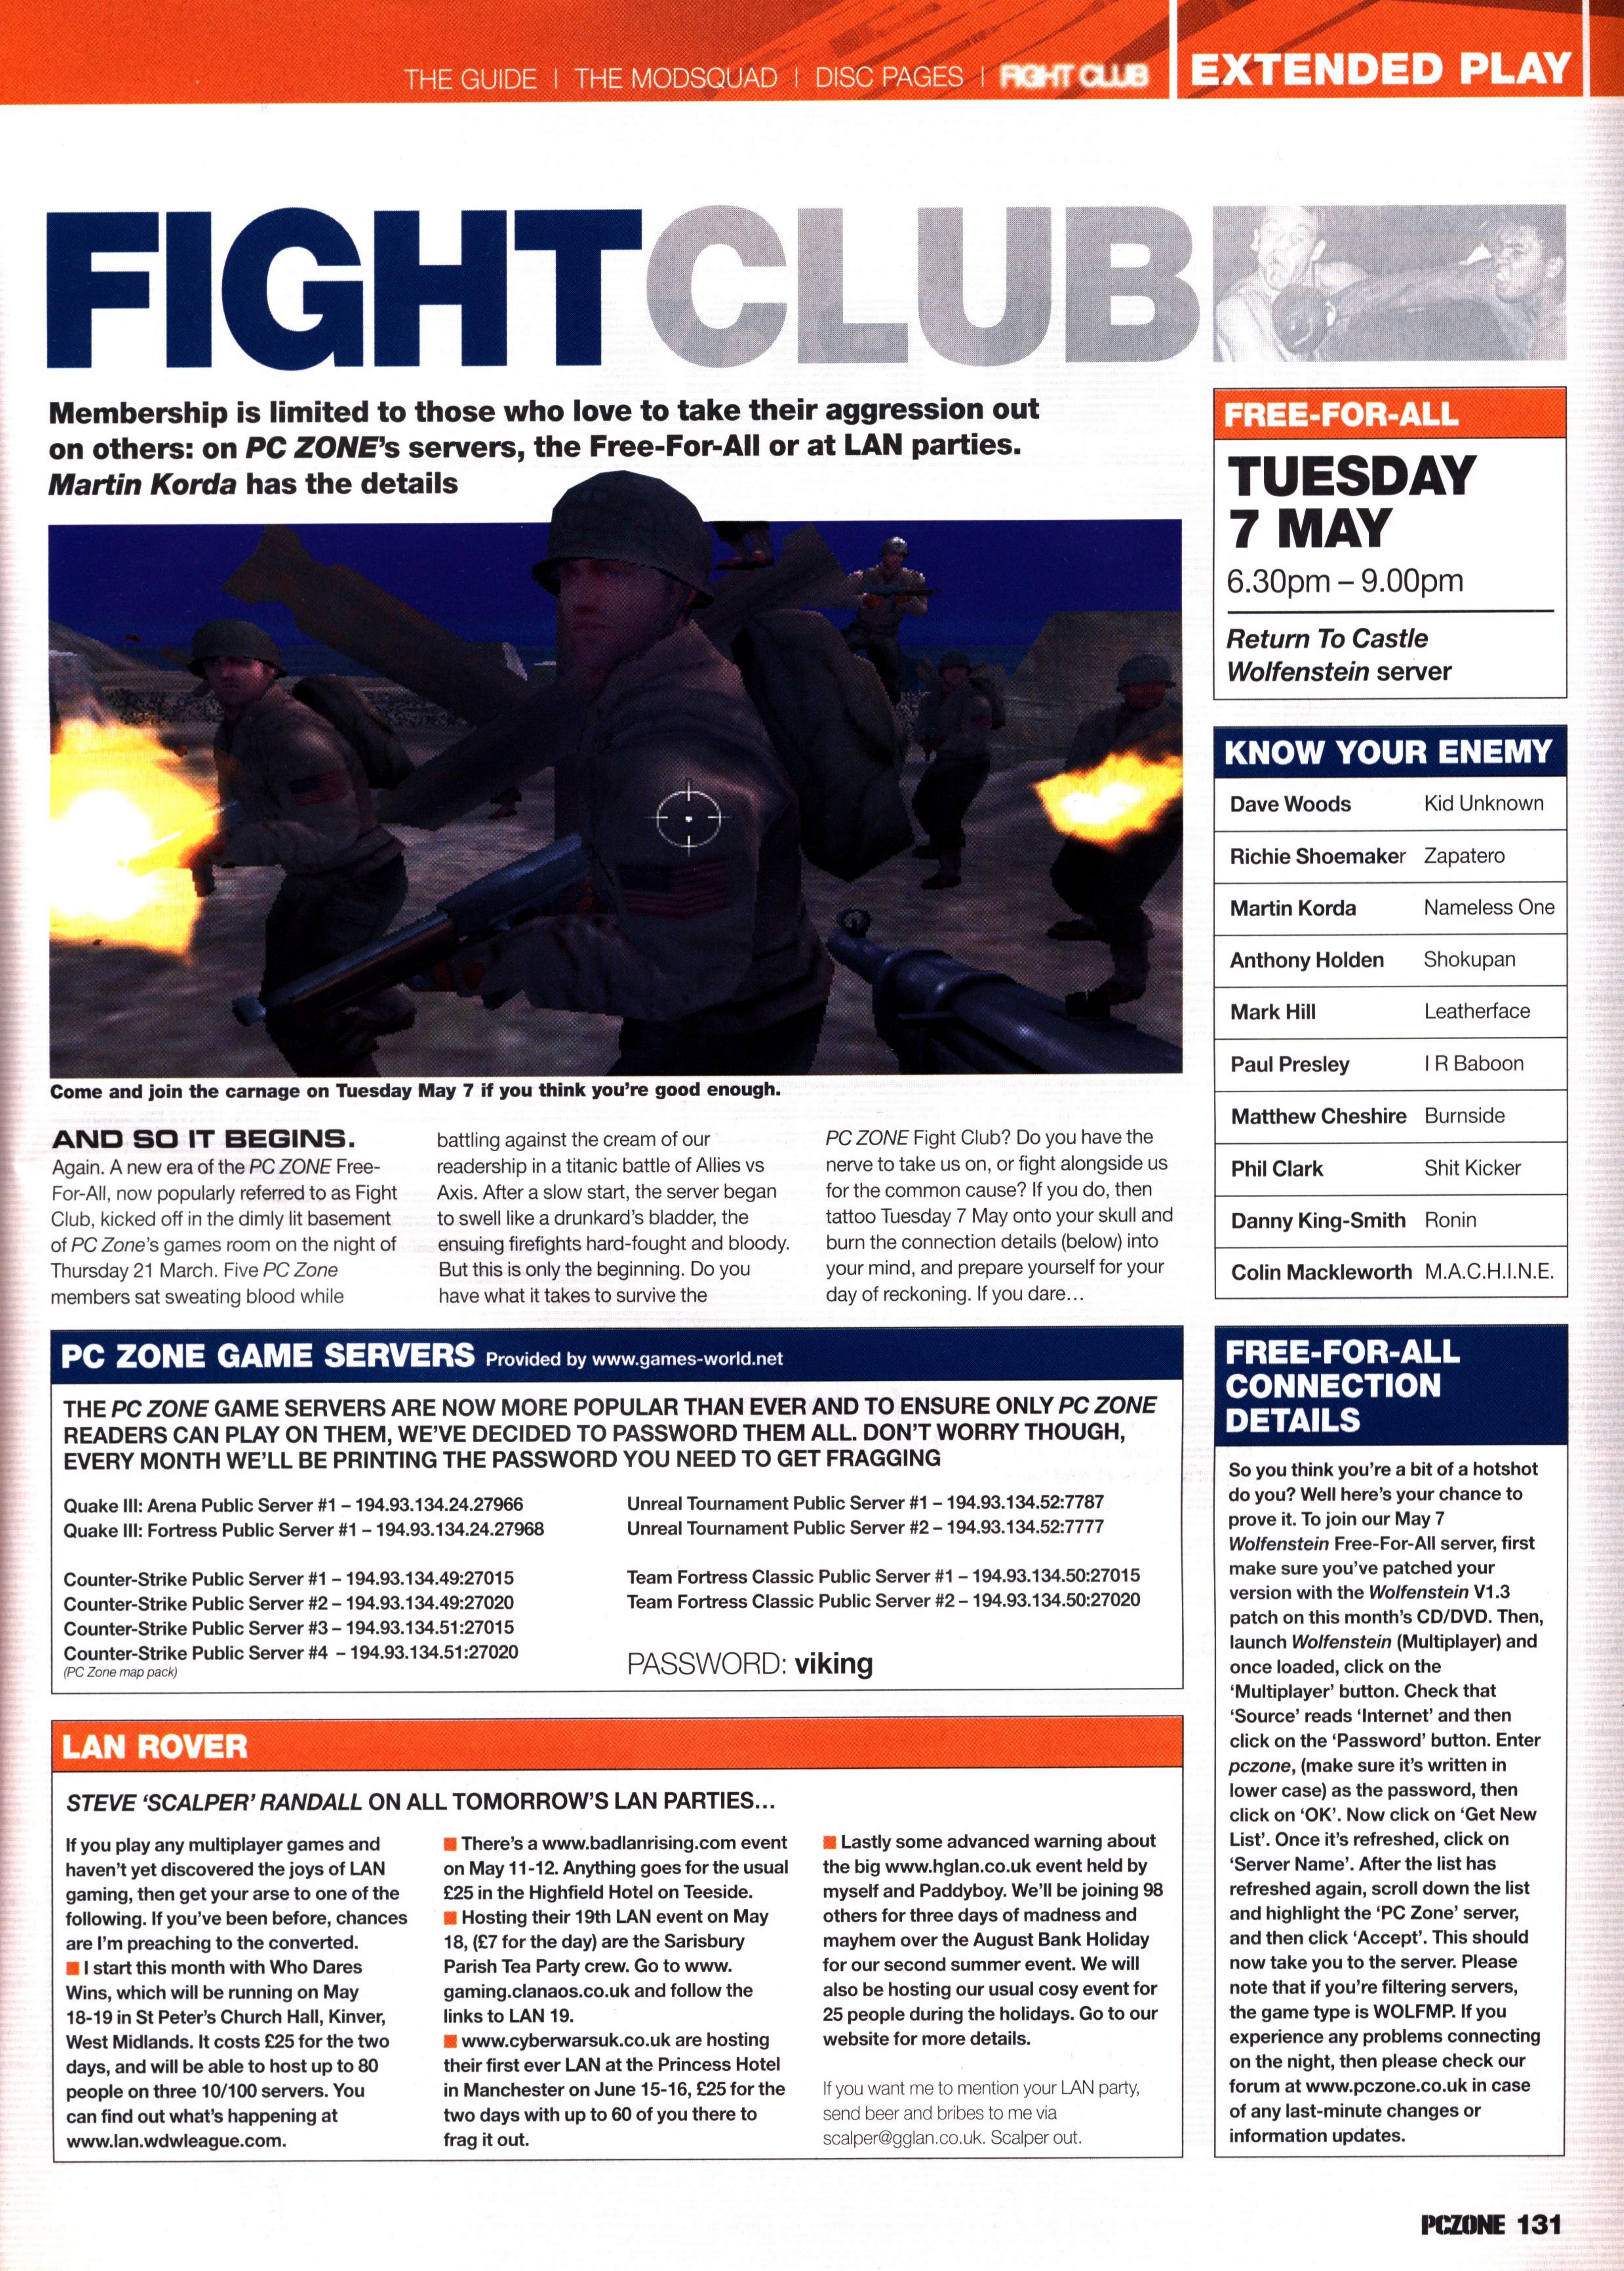 THE GUIDE | THE MODSQUAD | DISC PAGES | FIGHT CLUB
EXTENDED PLAY
FIGHTCLUB
Membership is limited to those who love to take their aggression out
on others: on PC ZONE's servers, the Free-For-All or at LAN parties.
Martin Korda has the details
Come and join the carnage on Tuesday May 7 if you think you're good enough.
AND SO IT BEGINS.
Again. A new era of the PC ZONE Free-
For-All, now popularly referred to as Fight
Club, kicked off in the dimly lit basement
of PC Zone's games room on the night of
Thursday 21 March. Five PC Zone
members sat sweating blood while
battling against the cream of our
readership in a titanic battle of Allies vs
Axis. After a slow start, the server began
to swell like a drunkard's bladder, the
ensuing firefights hard-fought and bloody.
But this is only the beginning. Do you
have what it takes to survive the
PC ZONE Fight Club? Do you have the
nerve to take us on, or fight alongside us
for the common cause? If you do, then
tattoo Tuesday 7 May onto your skull and
burn the connection details (below) into
your mind, and prepare yourself for your
day of reckoning. If you dare...
FREE-FOR-ALL
TUESDAY
7 MAY
6.30pm – 9.00pm
Return To Castle
Wolfenstein server
KNOW YOUR ENEMY
Dave Woods Kid Unknown
Richie Shoemaker Zapatero
Martin Korda Nameless One
Anthony Holden Shokupan
Mark Hill Leatherface
Paul Presley I R Baboon
Matthew Cheshire Burnside
Phil Clark Shit Kicker
Danny King-Smith Ronin
Colin Mackleworth M.A.C.H.I.N.E.
PC ZONE GAME SERVERS Provided by www.games-world.net
THE PC ZONE GAME SERVERS ARE NOW MORE POPULAR THAN EVER AND TO ENSURE ONLY PC ZONE
READERS CAN PLAY ON THEM, WE'VE DECIDED TO PASSWORD THEM ALL. DON'T WORRY THOUGH,
EVERY MONTH WE'LL BE PRINTING THE PASSWORD YOU NEED TO GET FRAGGING
Quake III: Arena Public Server #1 – 194.93.134.24.27966
Quake III: Fortress Public Server #1 – 194.93.134.24.27968
Counter-Strike Public Server #1 – 194.93.134.49:27015
Counter-Strike Public Server #2 – 194.93.134.49:27020
Counter-Strike Public Server #3 – 194.93.134.51:27015
Counter-Strike Public Server #4 – 194.93.134.51:27020
(PC Zone map pack)
Unreal Tournament Public Server #1 – 194.93.134.52:7787
Unreal Tournament Public Server #2 – 194.93.134.52:7777
Team Fortress Classic Public Server #1 – 194.93.134.50:27015
Team Fortress Classic Public Server #2 – 194.93.134.50:27020
PASSWORD: viking
LAN ROVER
STEVE 'SCALPER' RANDALL ON ALL TOMORROW'S LAN PARTIES...
If you play any multiplayer games and
haven't yet discovered the joys of LAN
gaming, then get your arse to one of the
following. If you've been before, chances
are I'm preaching to the converted.
■ I start this month with Who Dares
Wins, which will be running on May
18-19 in St Peter's Church Hall, Kinver,
West Midlands. It costs £25 for the two
days, and will be able to host up to 80
people on three 10/100 servers. You
can find out what's happening at
www.lan.wdwleague.com.
■ There's a www.badlanrising.com event
on May 11-12. Anything goes for the usual
£25 in the Highfield Hotel on Teeside.
■ Hosting their 19th LAN event on May
18, (£7 for the day) are the Sarisbury
Parish Tea Party crew. Go to www.
gaming.clanaos.co.uk and follow the
links to LAN 19.
■ www.cyberwarsuk.co.uk are hosting
their first ever LAN at the Princess Hotel
in Manchester on June 15-16, £25 for the
two days with up to 60 of you there to
frag it out.
■ Lastly some advanced warning about
the big www.hglan.co.uk event held by
myself and Paddyboy. We'll be joining 98
others for three days of madness and
mayhem over the August Bank Holiday
for our second summer event. We will
also be hosting our usual cosy event for
25 people during the holidays. Go to our
website for more details.
If you want me to mention your LAN party,
send beer and bribes to me via
scalper@gglan.co.uk. Scalper out.
FREE-FOR-ALL
CONNECTION
DETAILS
So you think you're a bit of a hotshot
do you? Well here's your chance to
prove it. To join our May 7
Wolfenstein Free-For-All server, first
make sure you've patched your
version with the Wolfenstein V1.3
patch on this month's CD/DVD. Then,
launch Wolfenstein (Multiplayer) and
once loaded, click on the
'Multiplayer' button. Check that
'Source' reads 'Internet' and then
click on the 'Password' button. Enter
pczone, (make sure it's written in
lower case) as the password, then
click on 'OK'. Now click on 'Get New
List'. Once it's refreshed, click on
'Server Name'. After the list has
refreshed again, scroll down the list
and highlight the 'PC Zone' server,
and then click 'Accept'. This should
now take you to the server. Please
note that if you're filtering servers,
the game type is WOLFMP. If you
experience any problems connecting
on the night, then please check our
forum at www.pczone.co.uk in case
of any last-minute changes or
information updates.
PCZONE 131